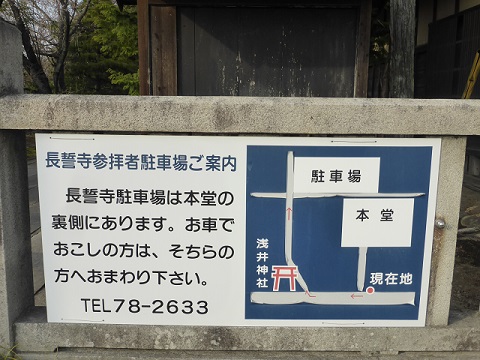 長誓寺参拝者駐車場ご案内
長誓寺駐車場は本堂の
裏側にあります。お車で
おこしの方は、そちらの
方へおまわり下さい。
TEL78-2633
駐車場
本堂
浅井神社
現在地